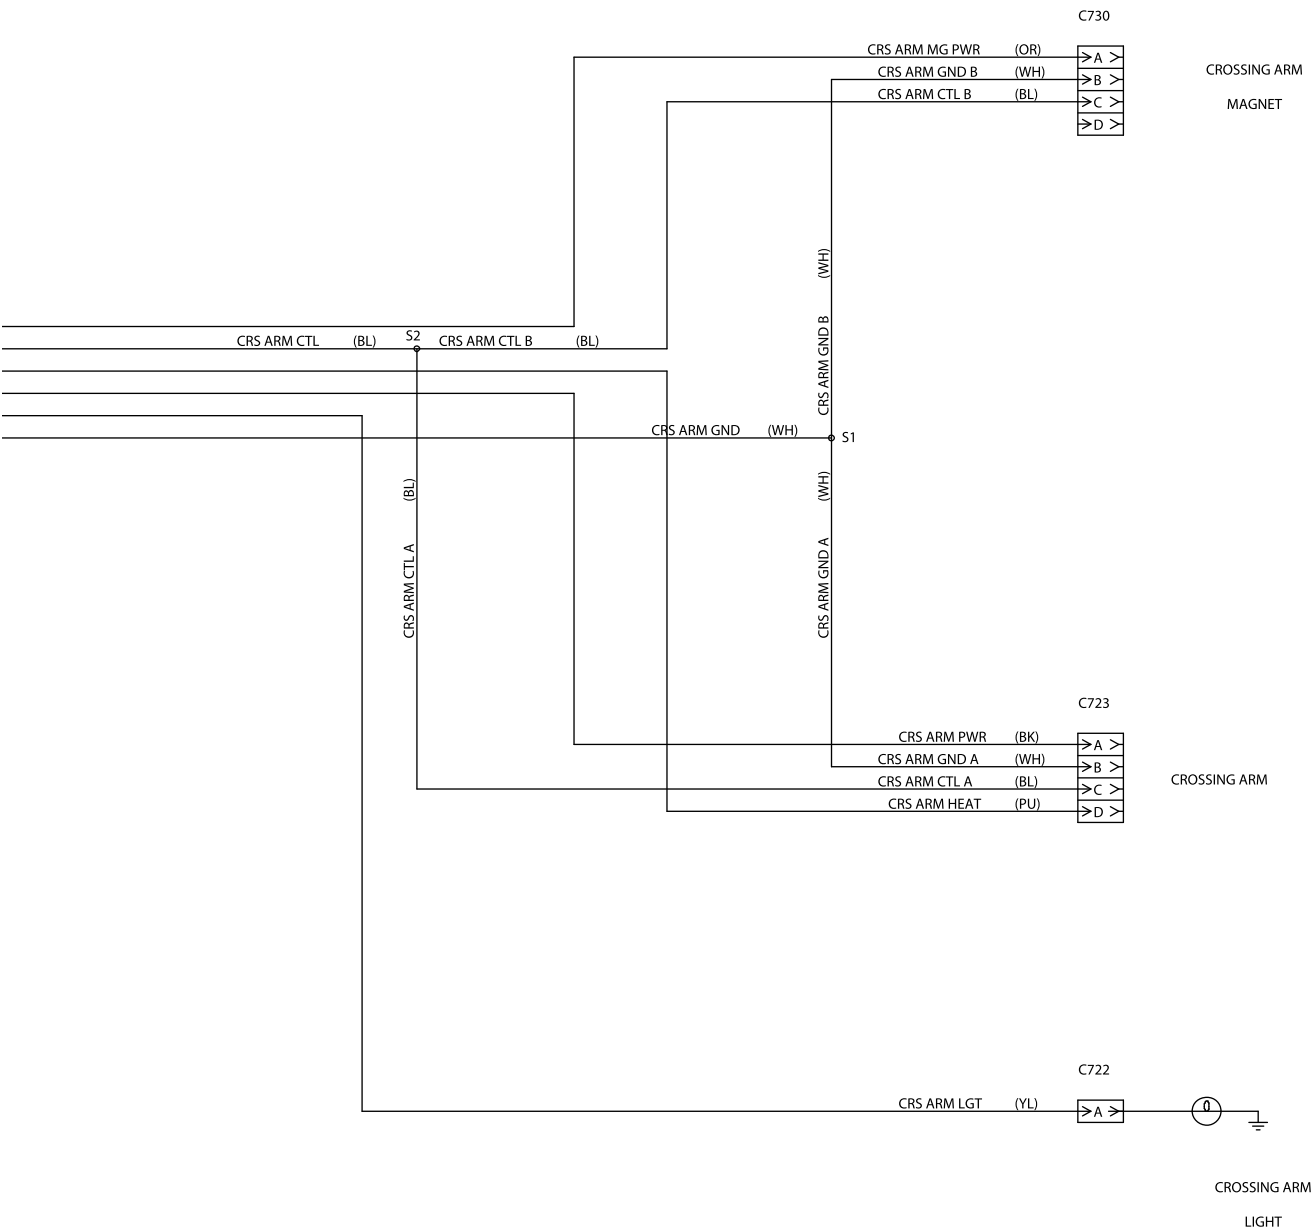 C730
CRS ARM MG PWR (OR)
A
CRS ARM GND B (WH)
B
CRS ARM CTL B (BL)
C
D
CROSSING ARM
MAGNET
(WH)
CRS ARM GND B
CRS ARM CTL (BL)
S2
CRS ARM CTL B (BL)
CRS ARM GND (WH)
S1
(BL)
CRS ARM CTL A
(WH)
CRS ARM GND A
C723
CRS ARM PWR (BK)
A
CRS ARM GND A (WH)
B
CRS ARM CTL A (BL)
C
CRS ARM HEAT (PU)
D
CROSSING ARM
C722
CRS ARM LGT (YL)
A
CROSSING ARM
LIGHT